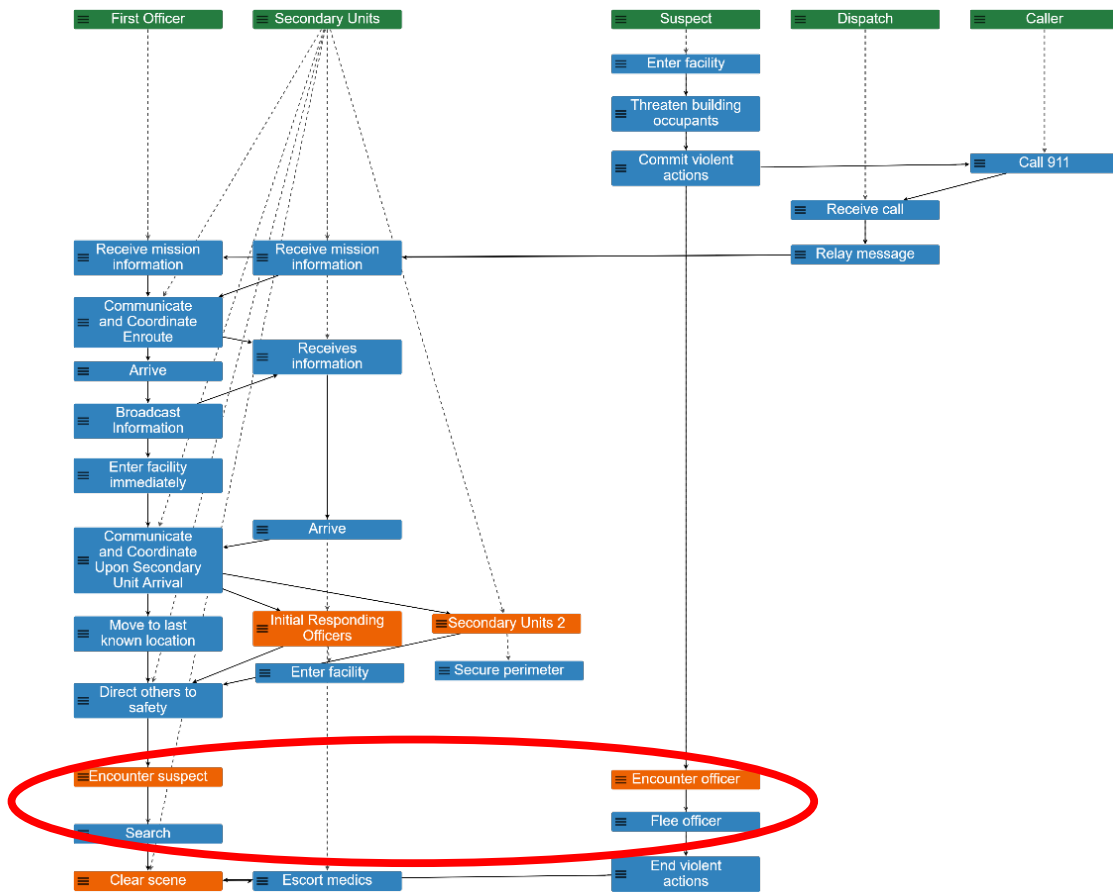 First Officer
Secondary Units
Suspect
Dispatch
Caller
Enter facility
Threaten building
occupants
Commit violent
actions
Call 911
Receive call
Receive mission
information
Receive mission
information
Relay message
Communicate
and Coordinate
Enroute
Receives
information
Arrive
Broadcast
Information
Enter facility
immediately
Communicate
and Coordinate
Upon Secondary
Unit Arrival
Arrive
Move to last
known location
Initial Responding
Officers
Secondary Units 2
Enter facility
Secure perimeter
Direct others to
safety
Encounter suspect
Encounter officer
Search
Flee officer
Clear scene
Escort medics
End violent
actions